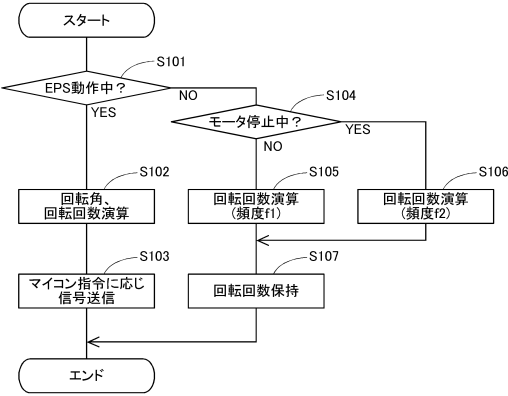 スタート
S101
EPS動作中？
NO
YES
S104
モータ停止中？
YES
NO
S102
回転角、
回転回数演算
S105
回転回数演算
(頻度f1)
S106
回転回数演算
(頻度f2)
S103
マイコン指令に応じ
信号送信
S107
回転回数保持
エンド